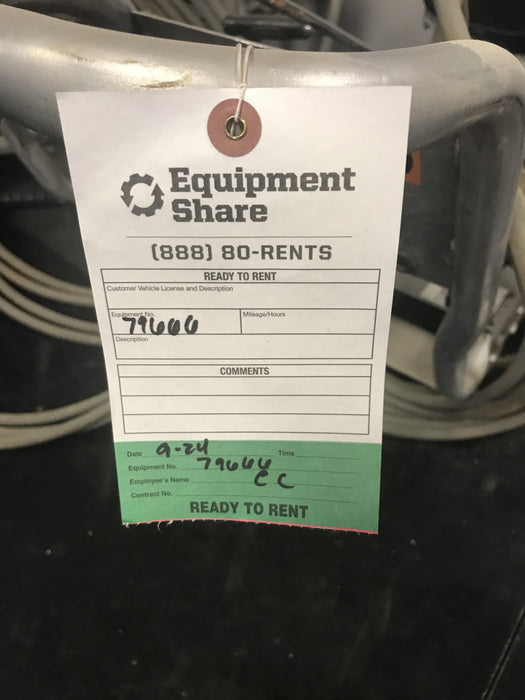 Equipment
Share
(888) 80-RENTS
READY TO RENT
Customer Vehicle License and Description
Equipment No. Mileage/Hours
79666
Description
COMMENTS
Date 9-24 Time
Equipment No. 79666
Employee's Name CC
Contract No.
READY TO RENT